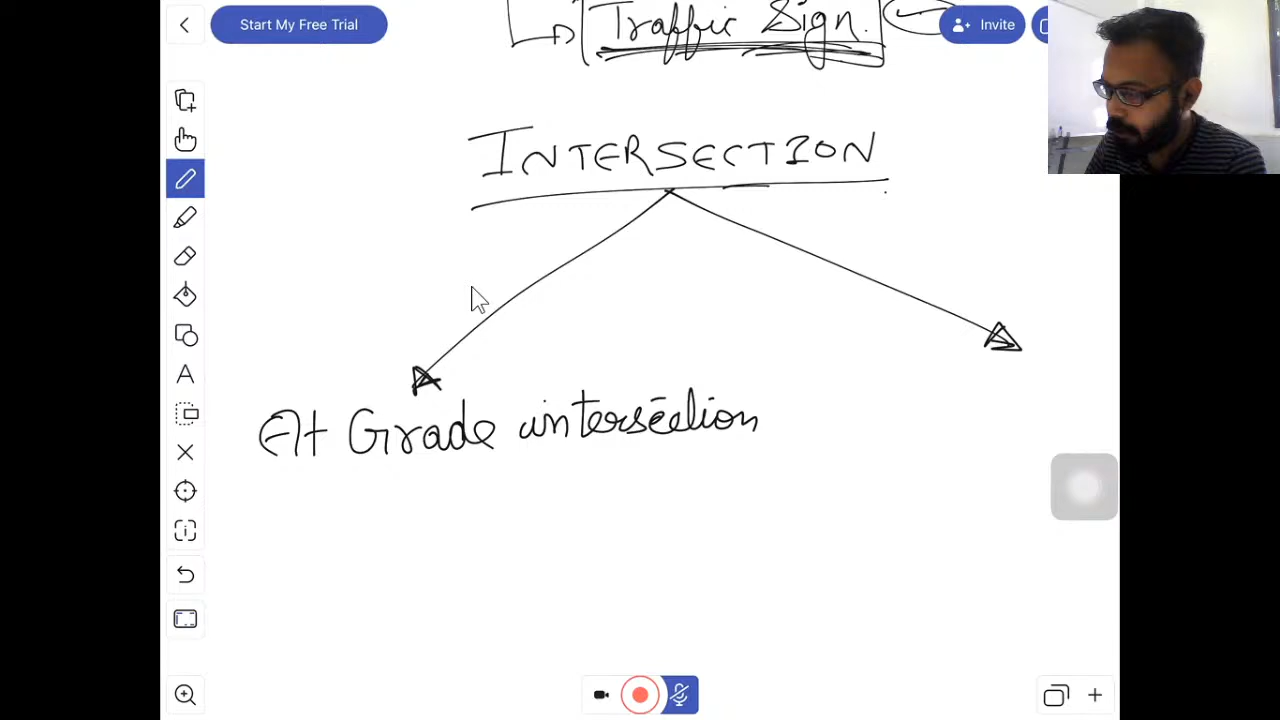 Start My Free Trial
Traffic Sign.
Invite
INTERSECTION
At Grade intersection